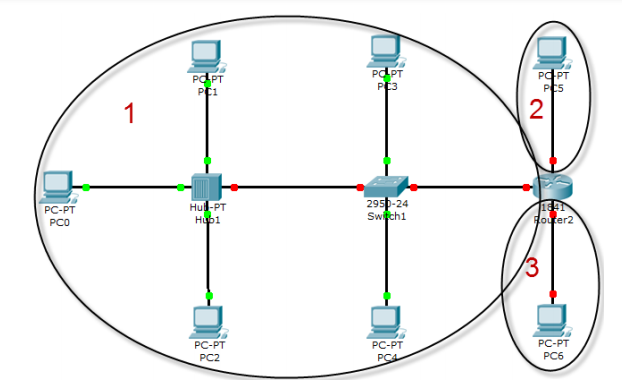 PC-PT
PC1
PC-PT
PC3
PC-PT
PC5
1
2
PC-PT
PC0
Hub-PT
Hub1
2950-24
Switch1
1841
Router2
3
PC-PT
PC2
PC-PT
PC4
PC-PT
PC6